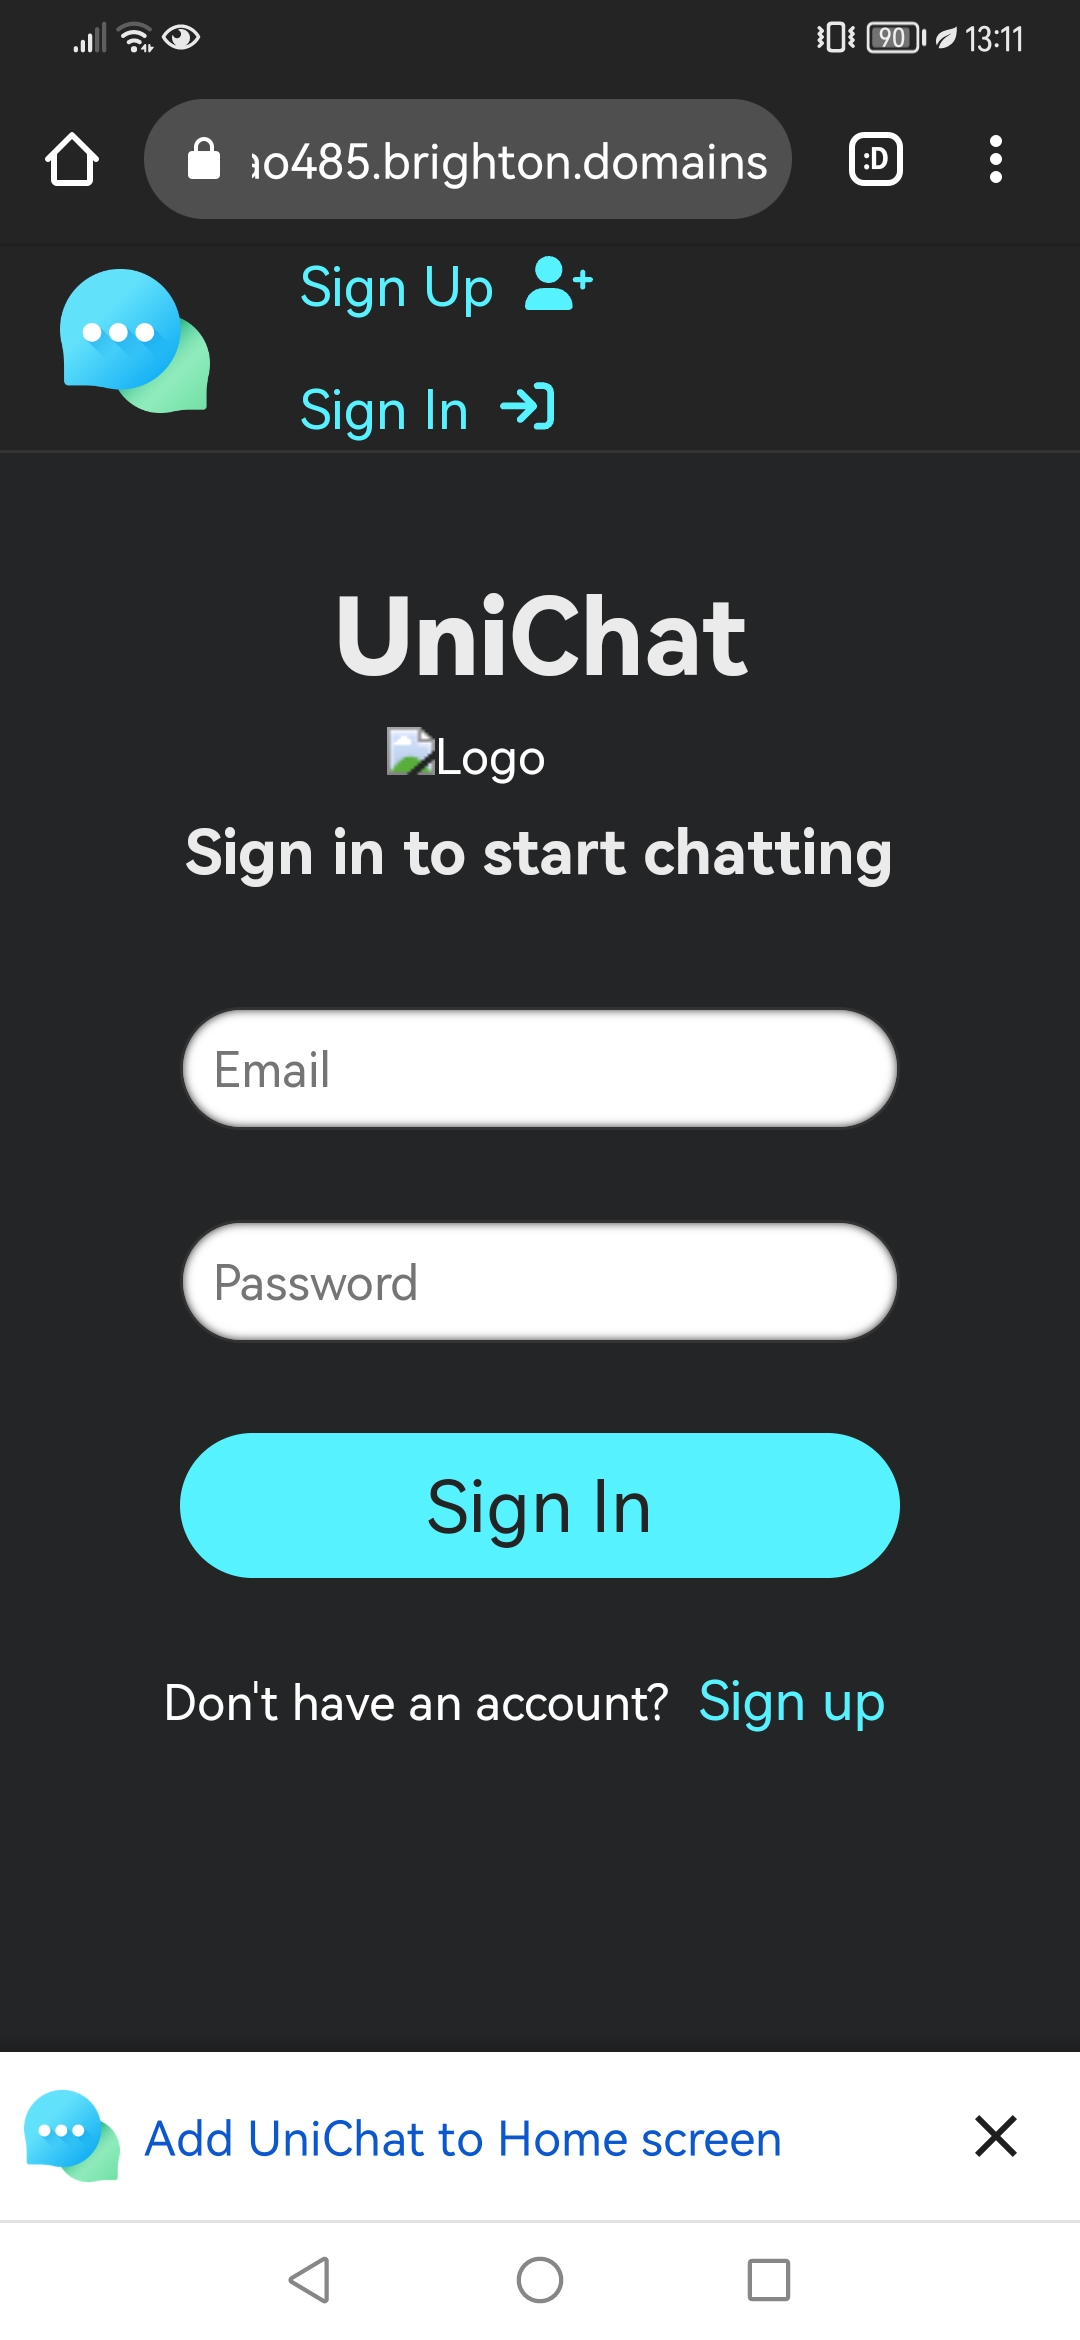 90 13:11
ao485.brighton.domains :D
Sign Up
Sign In
UniChat
Logo
Sign in to start chatting
Email
Password
Sign In
Don't have an account? Sign up
Add UniChat to Home screen